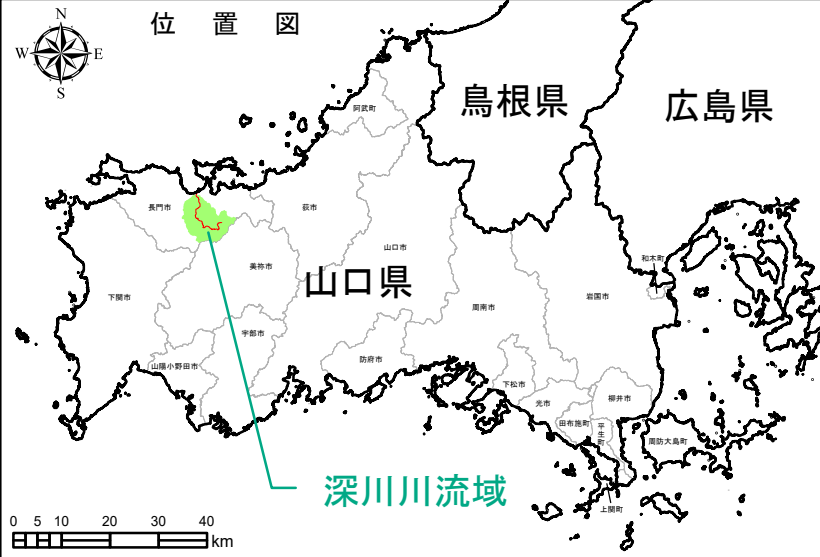 位 置 図
N
W E
S
鳥根県
広島県
阿武町
長門市
萩市
山口市
美祢市
山口県
和木町
下関市
周南市
岩国市
宇部市
山陽小野田市
防府市
下松市
光市
柳井市
田布施町
平生町
周防大島町
深川川流域
上関町
0 5 10 20 30 40
km